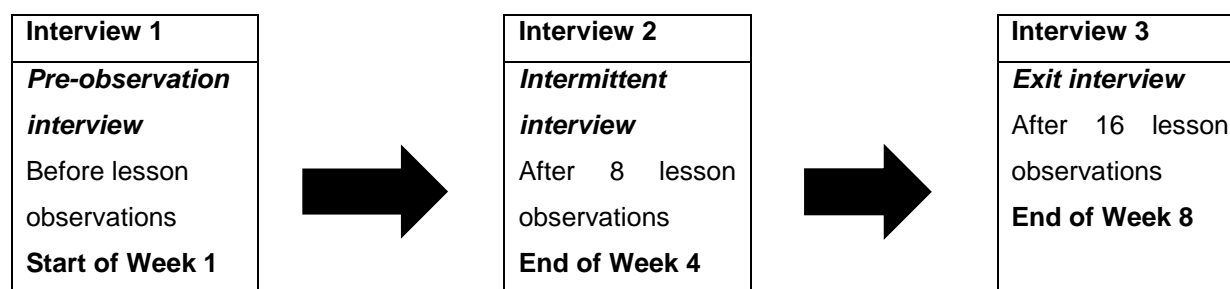 Interview 1
Pre-observation
interview
Before lesson
observations
Start of Week 1
Interview 2
Intermittent
interview
After 8 lesson
observations
End of Week 4
Interview 3
Exit interview
After 16 lesson
observations
End of Week 8